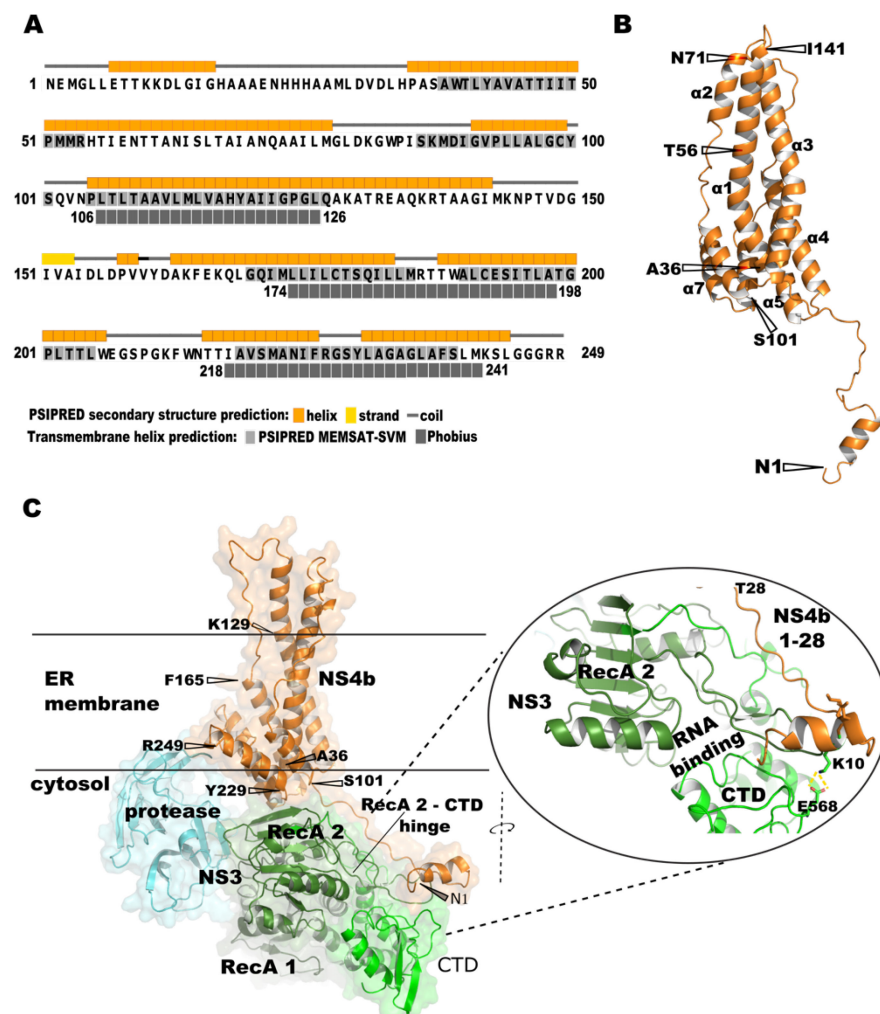 A
1 NEMGLLETTKKDLGIGHAAAENHHHAAMLDVDLHPASAWTLYAVATTIIT 50
51 PMMRHTIENTTANISLTAIANQAAILMGLDKGWPISKMDIGVPLLALGCY 100
101 SQVNPLTLTAAVLMLVAHYAIIGPGLQAKATREAQKRTAAGIMKNPTVDG 150
106 126
151 IVAIDLDPVVYDAKFEKQLGQIMLLILCTSQILLMRTTWALCESITLATG 200
174 198
201 PLTTLWEGSPGKFWNTTIAVSMANIFRGSYLAGAGLAFSLMKSLGGGRR 249
218 241
PSIPRED secondary structure prediction: helix strand coil
Transmembrane helix prediction: PSIPRED MEMSAT-SVM Phobius
B
N71
I141
α2
T56
α3
α1
α4
A36
α7
α5
S101
N1
C
K129
ER
membrane
F165
NS4b
R249
A36
cytosol
Y229
S101
protease
RecA 2 - CTD
hinge
RecA 2
NS3
N1
RecA 1
CTD
T28
NS4b
1-28
RecA 2
NS3
RNA
binding
K10
CTD
E568